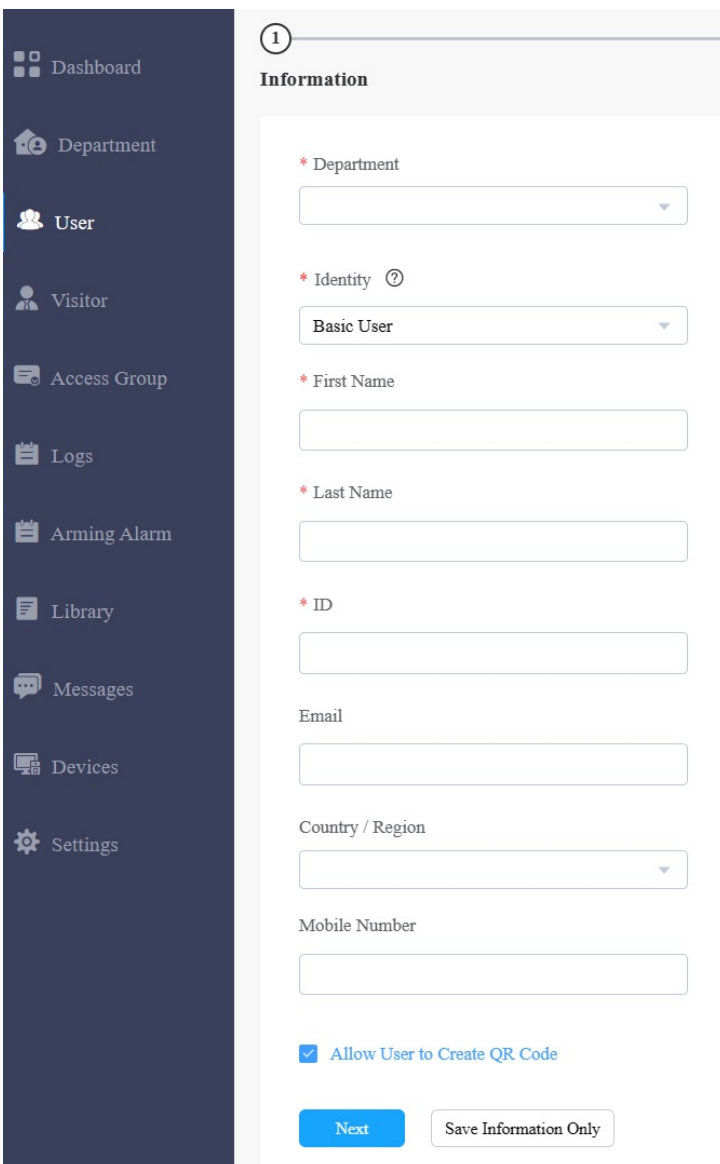 Dashboard
Department
User
Visitor
Access Group
Logs
Arming Alarm
Library
Messages
Devices
Settings
1
Information
* Department
* Identity ?
Basic User
* First Name
* Last Name
* ID
Email
Country / Region
Mobile Number
Allow User to Create QR Code
Next
Save Information Only